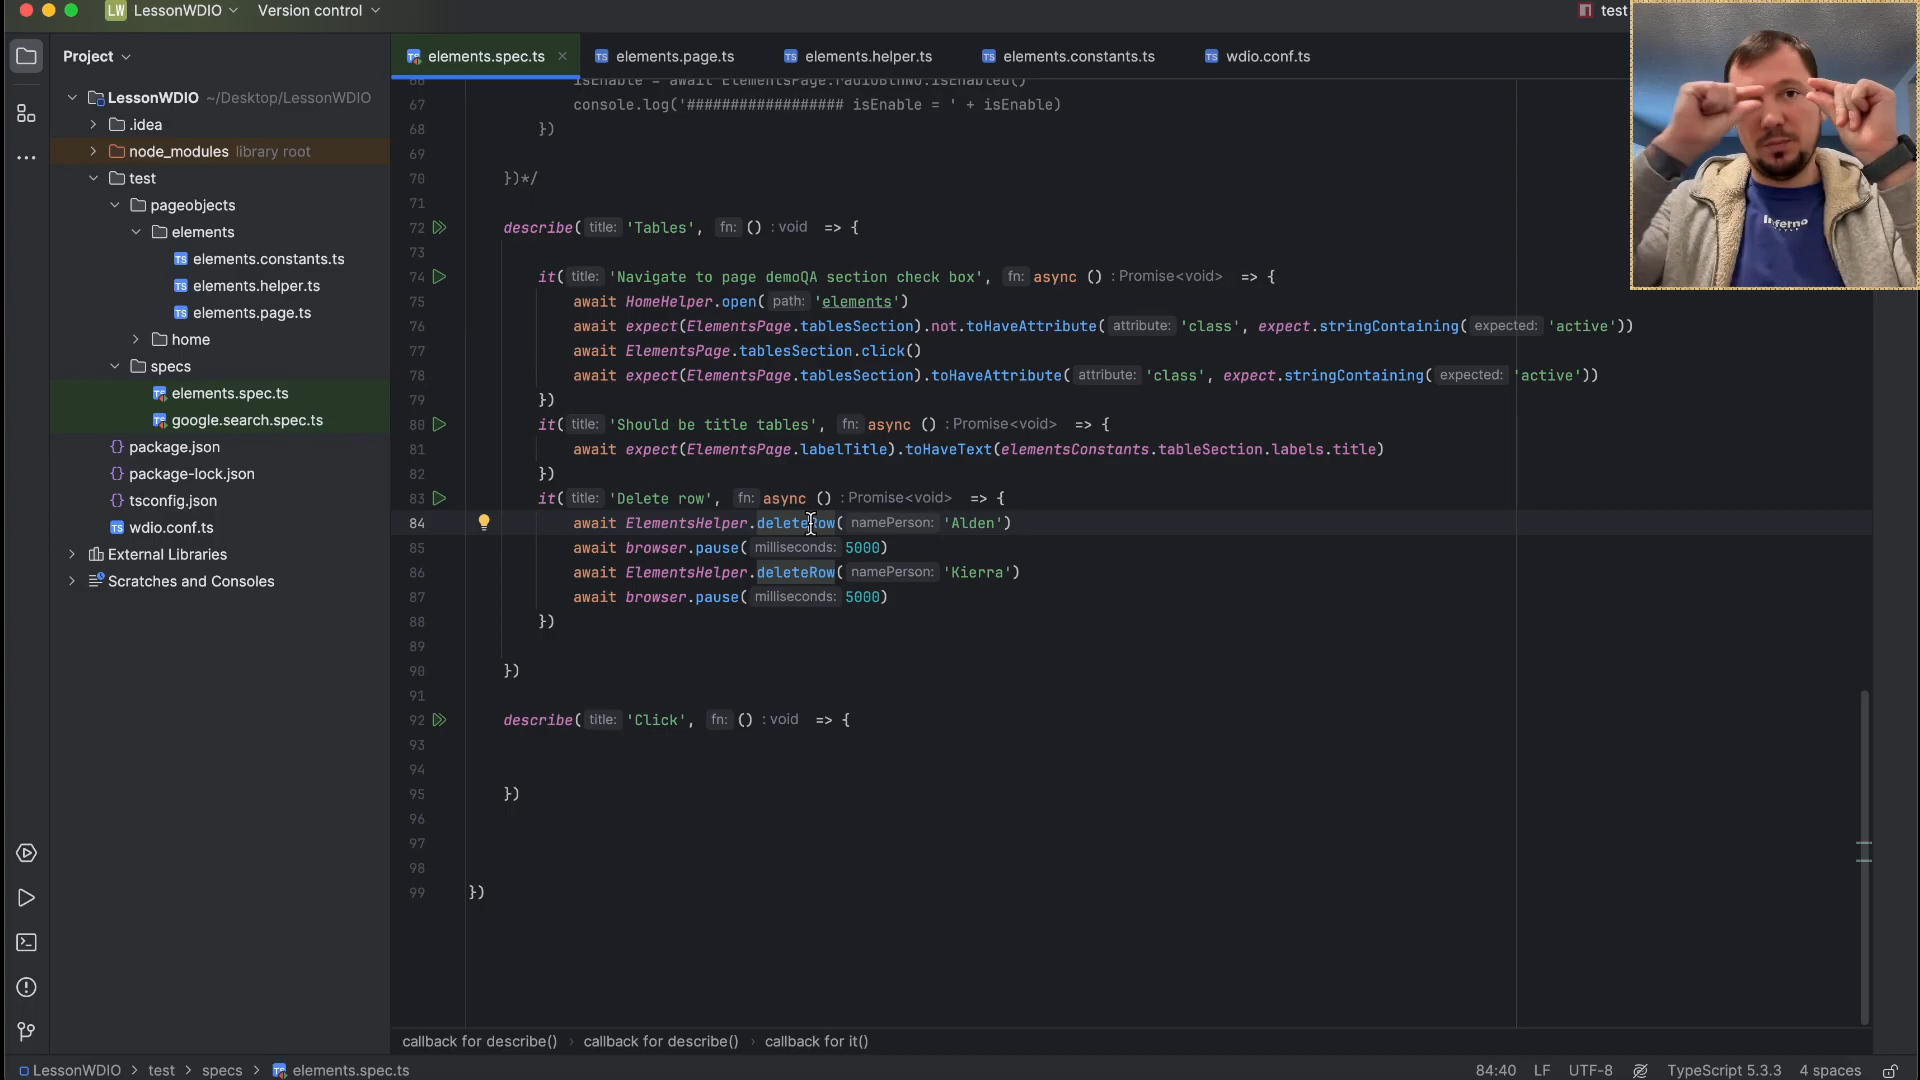 LW LessonWDIO Version control
test
Project
elements.spec.ts elements.page.ts elements.helper.ts elements.constants.ts wdio.conf.ts
LessonWDIO ~/Desktop/LessonWDIO
.idea
node_modules library root
test
pageobjects
elements
TS elements.constants.ts
TS elements.helper.ts
TS elements.page.ts
home
specs
elements.spec.ts
google.search.spec.ts
package.json
package-lock.json
tsconfig.json
TS wdio.conf.ts
External Libraries
Scratches and Consoles
66 isEnable = await ElementsPage.radioBtnNo.isEnabled()
67 console.log('################## isEnable = ' + isEnable)
68 })
69
70 })*/
71
72 describe( title: 'Tables', fn: () : void => {
73
74 it( title: 'Navigate to page demoQA section check box', fn: async () : Promise<void> => {
75 await HomeHelper.open( path: 'elements')
76 await expect(ElementsPage.tablesSection).not.toHaveAttribute( attribute: 'class', expect.stringContaining( expected: 'active'))
77 await ElementsPage.tablesSection.click()
78 await expect(ElementsPage.tablesSection).toHaveAttribute( attribute: 'class', expect.stringContaining( expected: 'active'))
79 })
80 it( title: 'Should be title tables', fn: async () : Promise<void> => {
81 await expect(ElementsPage.labelTitle).toHaveText(elementsConstants.tableSection.labels.title)
82 })
83 it( title: 'Delete row', fn: async () : Promise<void> => {
84 await ElementsHelper.deleteRow( namePerson: 'Alden')
85 await browser.pause( milliseconds: 5000)
86 await ElementsHelper.deleteRow( namePerson: 'Kierra')
87 await browser.pause( milliseconds: 5000)
88 })
89
90 })
91
92 describe( title: 'Click', fn: () : void => {
93
94
95 })
96
97
98
99 })
Inferno
callback for describe() › callback for describe() › callback for it()
LessonWDIO › test › specs › elements.spec.ts
84:40 LF UTF-8 TypeScript 5.3.3 4 spaces